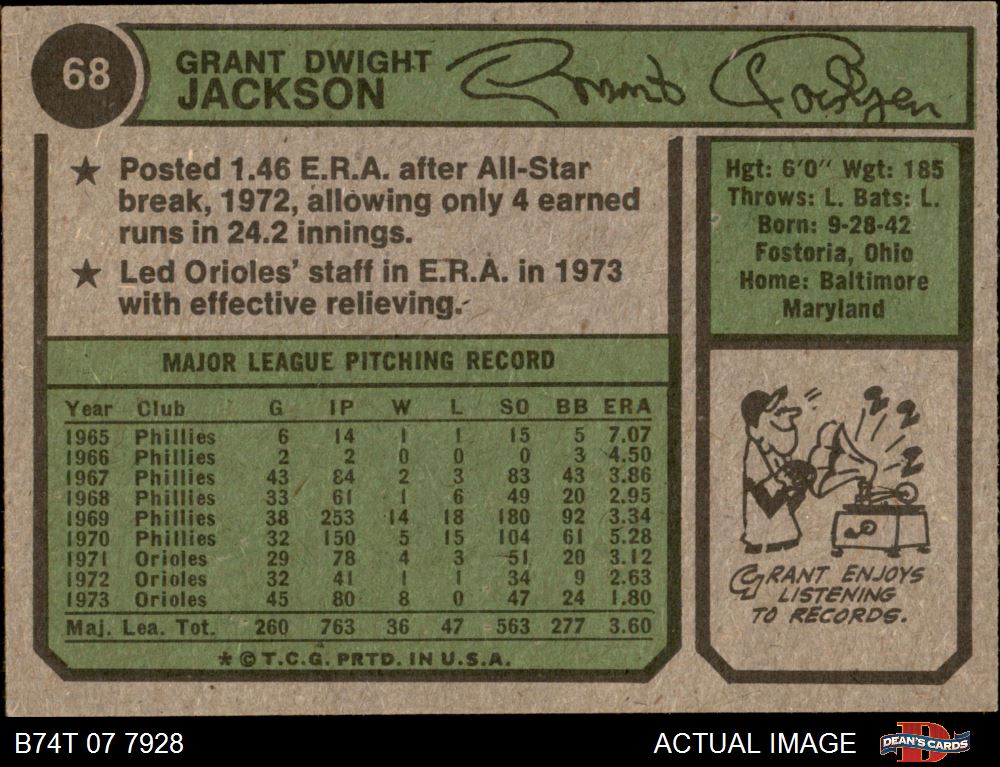 68
GRANT DWIGHT
JACKSON
Grant Jackson
★ Posted 1.46 E.R.A. after All-Star
break, 1972, allowing only 4 earned
runs in 24.2 innings.
★ Led Orioles' staff in E.R.A. in 1973
with effective relieving.
Hgt: 6'0" Wgt: 185
Throws: L. Bats: L.
Born: 9-28-42
Fostoria, Ohio
Home: Baltimore
Maryland
MAJOR LEAGUE PITCHING RECORD
Year Club G IP W L SO BB ERA
1965 Phillies 6 14 1 1 15 5 7.07
1966 Phillies 2 2 0 0 0 3 4.50
1967 Phillies 43 84 2 3 83 43 3.86
1968 Phillies 33 61 1 6 49 20 2.95
1969 Phillies 38 253 14 18 180 92 3.34
1970 Phillies 32 150 5 15 104 61 5.28
1971 Orioles 29 78 4 3 51 20 3.12
1972 Orioles 32 41 1 1 34 9 2.63
1973 Orioles 45 80 8 0 47 24 1.80
Maj. Lea. Tot. 260 763 36 47 563 277 3.60
* © T.C.G. PRTD. IN U.S.A.
GRANT ENJOYS
LISTENING
TO RECORDS.
B74T 07 7928
ACTUAL IMAGE
DEAN'S CARDS